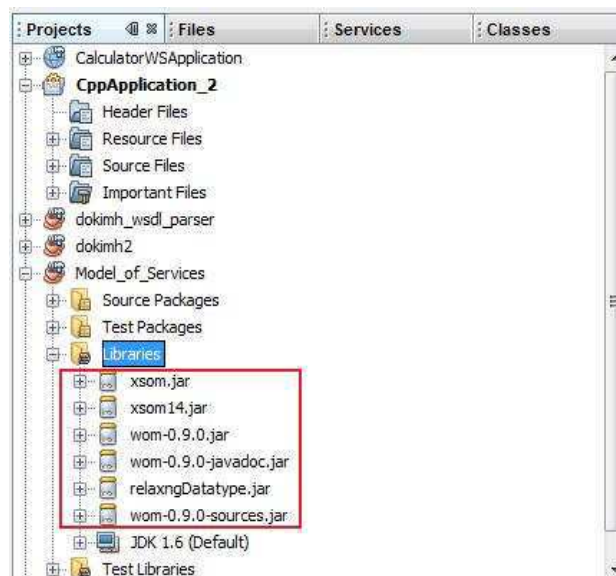 Projects Files Services Classes
CalculatorWSApplication
CppApplication_2
Header Files
Resource Files
Source Files
Important Files
dokimh_wsdl_parser
dokimh2
Model_of_Services
Source Packages
Test Packages
Libraries
xsom.jar
xsom14.jar
wom-0.9.0.jar
wom-0.9.0-javadoc.jar
relaxngDatatype.jar
wom-0.9.0-sources.jar
JDK 1.6 (Default)
Test Libraries